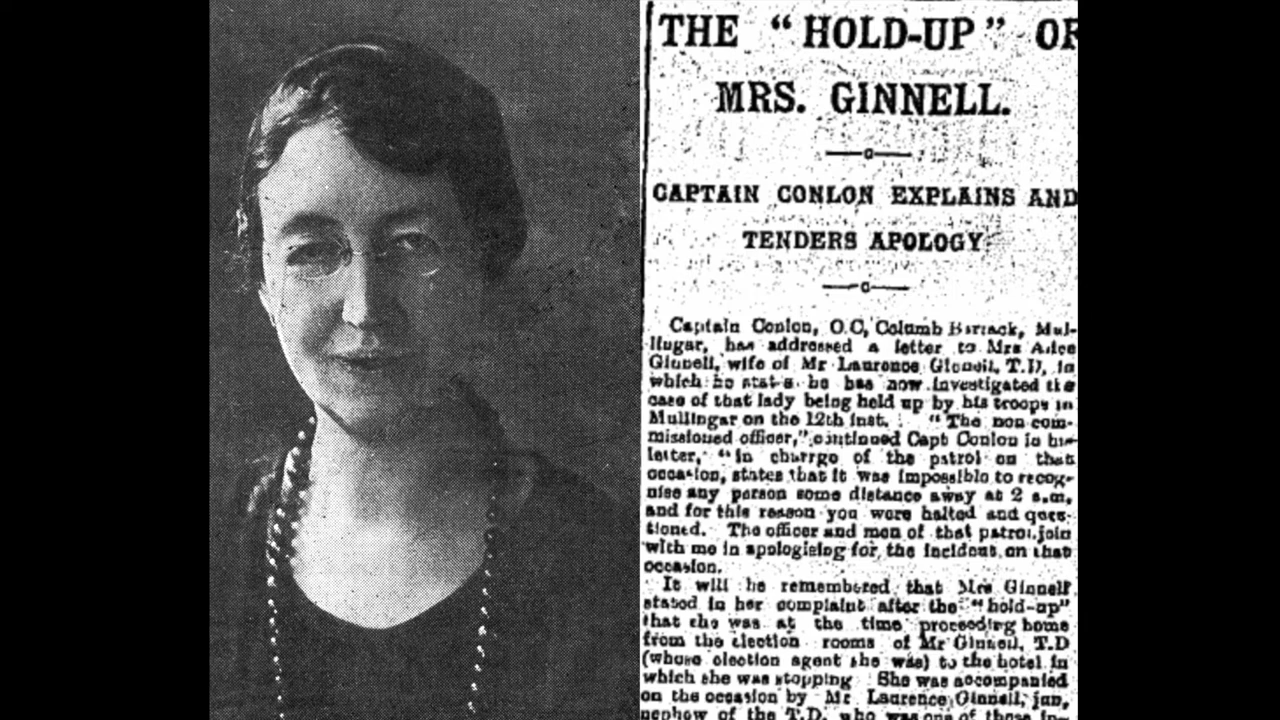 THE "HOLD-UP" OF
MRS. GINNELL.
CAPTAIN CONLON EXPLAINS AND
TENDERS APOLOGY
Captain Conlon, O.C, Columb Barrack, Mul-
lingar, has addressed a letter to Mrs Alice
Ginnell, wife of Mr Laurence Ginnell, T.D, in
which he states he has now investigated the
case of that lady being held up by his troops in
Mullingar on the 12th inst. "The non com-
missioned officer," continued Capt Conlon in his
letter, "in charrge of the patrol on that
occasion, states that it was impossible to recog-
nise any person some distance away at 2 a.m,
and for this reason you were halted and ques-
tioned. The officer and men of that patrol join
with me in apologising for, the incident on that
occasion.
It will be remembered that Mrs Ginnell
stated in her complaint after the "hold-up"
that she was at the time proceeding home
from the election rooms of Mr Ginnell, T.D
(whose election agent she was) to the hotel in
which she was stopping She was accompanied
on the occasion by Mr Laurence Ginnell, jun,
nephew of the T.D. who was one of those in-